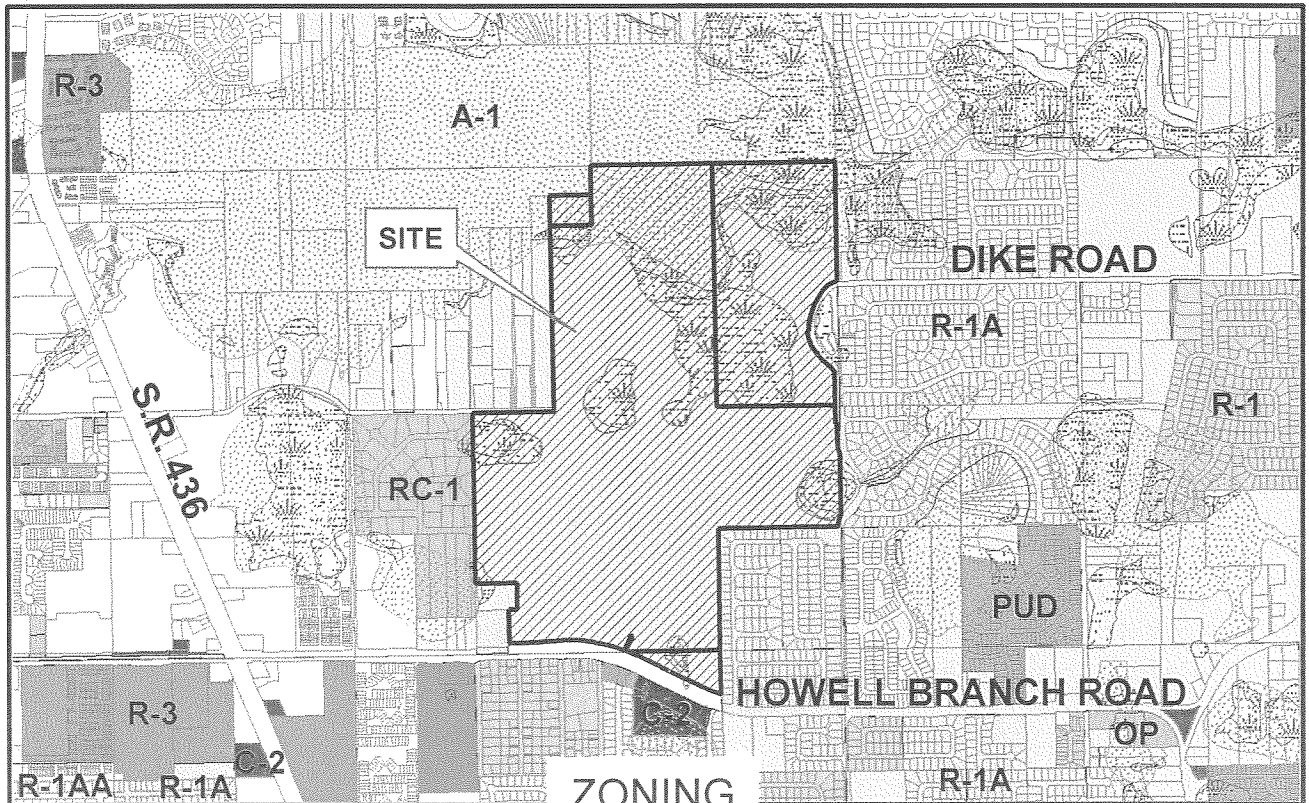 R-3
A-1
SITE
DIKE ROAD
R-1A
S.R. 436
R-1
RC-1
PUD
HOWELL BRANCH ROAD
R-3
C-2
OP
C-2
R-1AA
R-1A
R-1A
ZONING